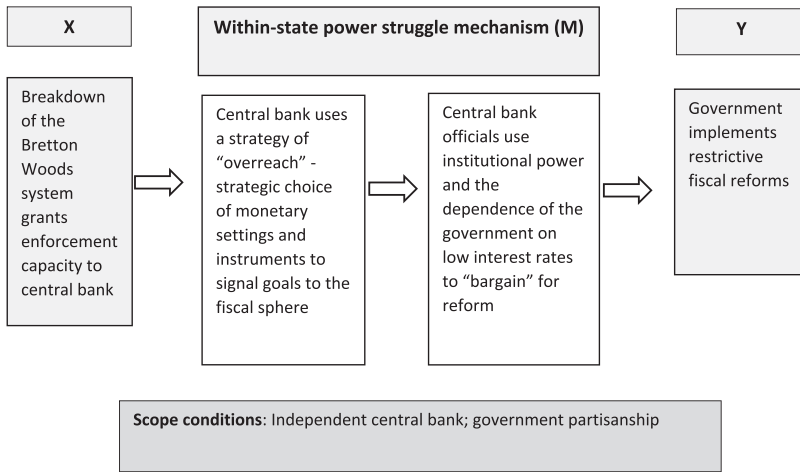 X
Within-state power struggle mechanism (M)
Y
Breakdown
of the
Bretton
Woods
system
grants
enforcement
capacity to
central bank
Central bank uses
a strategy of
“overreach” -
strategic choice
of monetary
settings and
instruments to
signal goals to the
fiscal sphere
Central bank
officials use
institutional power
and the
dependence of the
government on
low interest rates
to “bargain” for
reform
Government
implements
restrictive
fiscal reforms
Scope conditions: Independent central bank; government partisanship